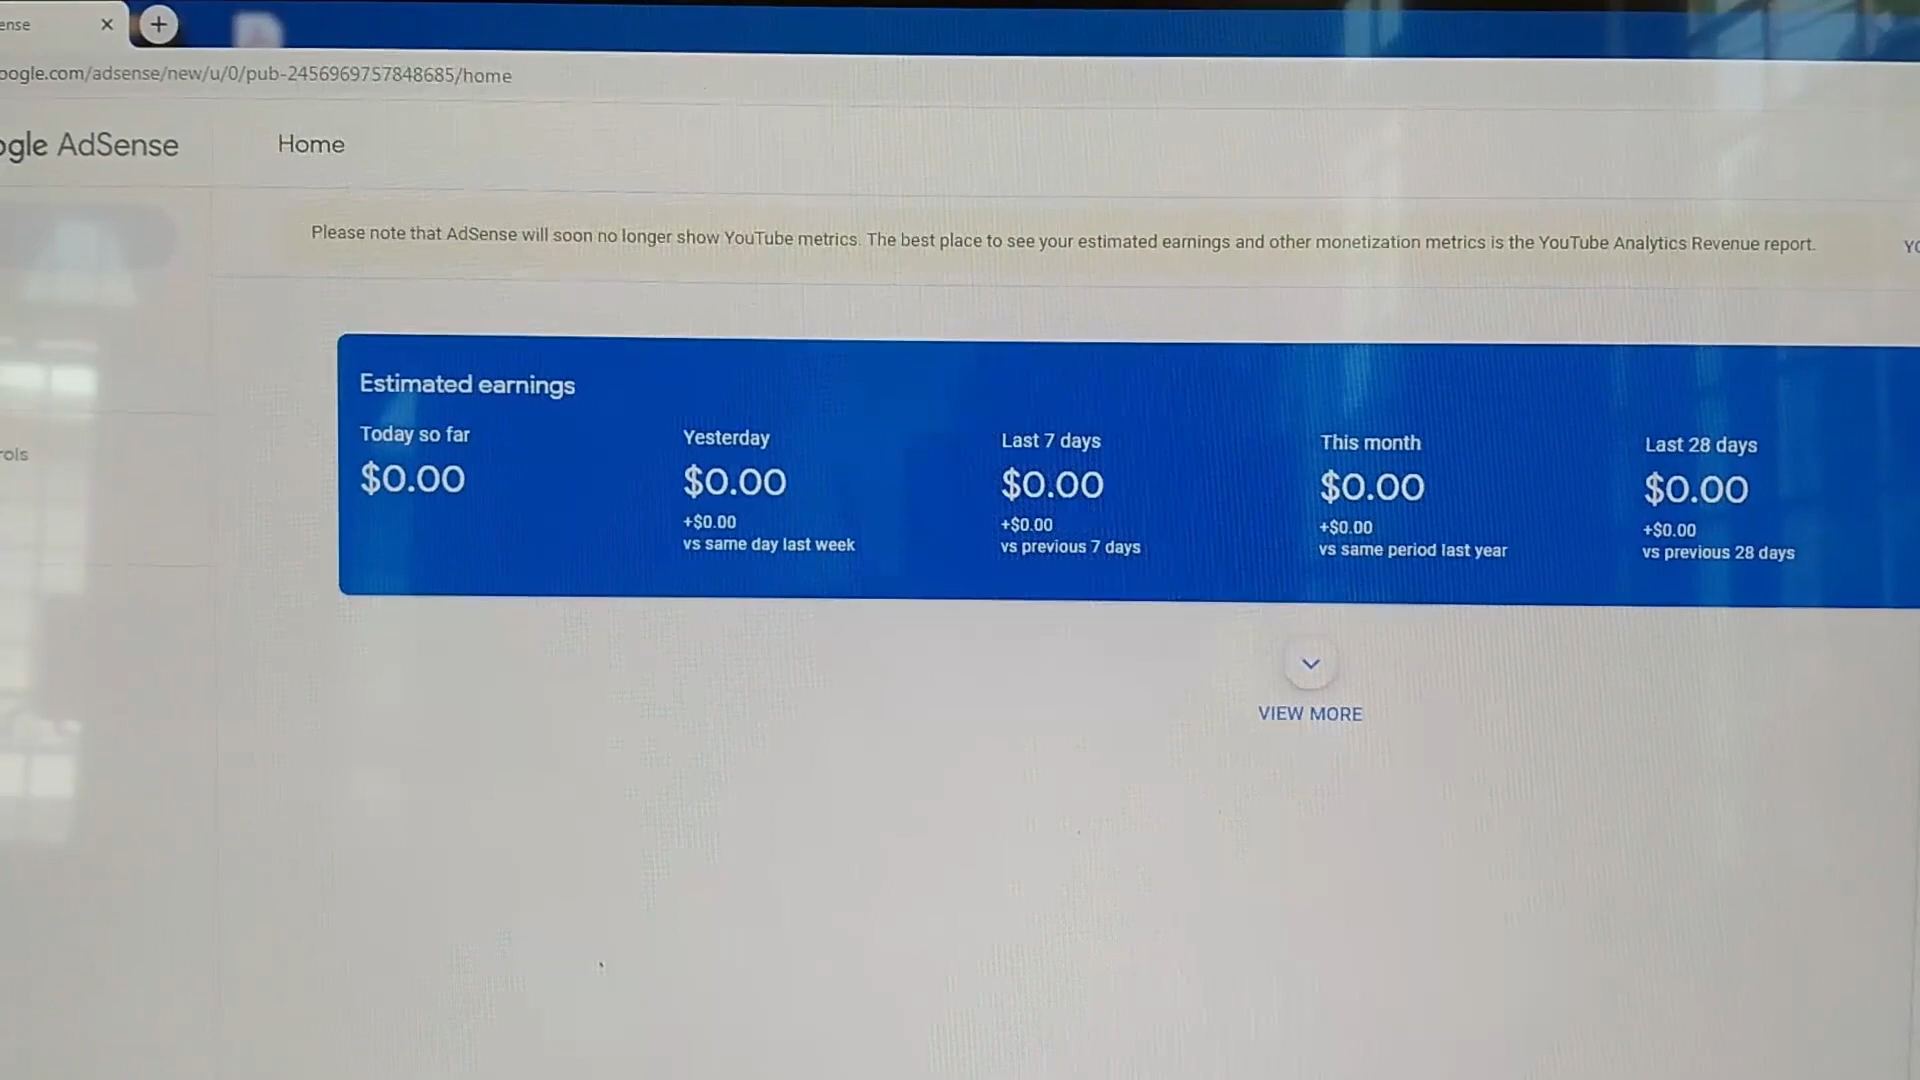 ense
oogle.com/adsense/new/u/0/pub-2456969757848685/home
ogle AdSense
Home
Please note that AdSense will soon no longer show YouTube metrics. The best place to see your estimated earnings and other monetization metrics is the YouTube Analytics Revenue report.
YO
Estimated earnings
Today so far
$0.00
Yesterday
$0.00
+$0.00
vs same day last week
Last 7 days
$0.00
+$0.00
vs previous 7 days
This month
$0.00
+$0.00
vs same period last year
Last 28 days
$0.00
+$0.00
vs previous 28 days
rols
VIEW MORE